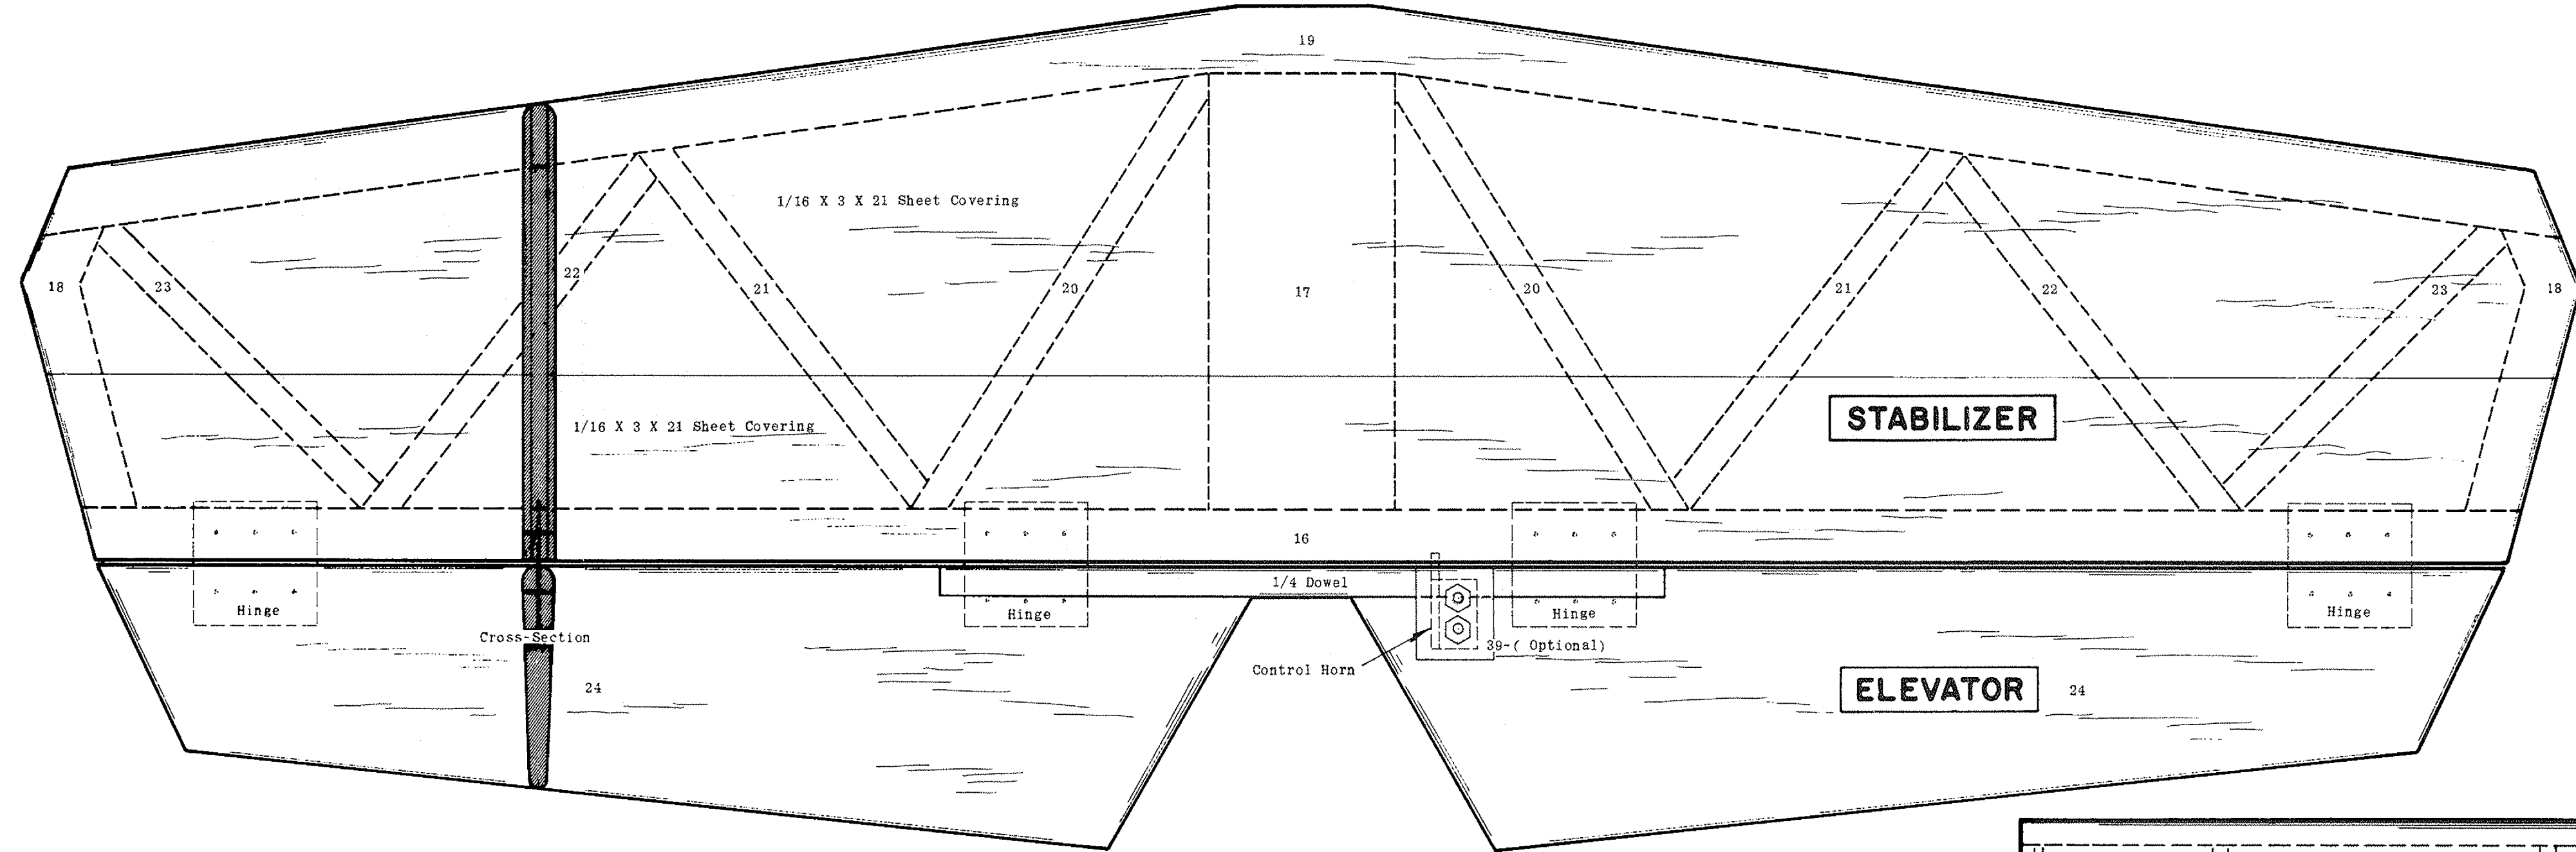 19
1/16 X 3 X 21 Sheet Covering
22
18
23
21
20
17
20
21
22
23
18
1/16 X 3 X 21 Sheet Covering
STABILIZER
16
1/4 Dowel
Hinge
Hinge
Hinge
Hinge
Cross-Section
39-( Optional)
Control Horn
24
ELEVATOR
24